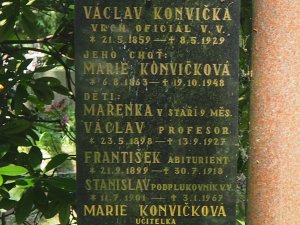 VÁCLAV KONVIČKA
VRCH. OFICIÁL V.V.
* 21.5.1859 – + 8.5.1929
JEHO CHOŤ:
MARIE KONVIČKOVÁ
* 6.8.1863 – + 19.10.1948
DĚTI:
MAŘENKA V STÁŘÍ 9 MĚS.
VÁCLAV PROFESOR
* 23.5.1898 – + 13.9.1927
FRANTIŠEK ABITURIENT
* 21.9.1899 – + 30.7.1918
STANISLAV PODPLUKOVNÍK V.V.
* 11.7.1901 – + 3.1.1967
MARIE KONVIČKOVÁ
UČITELKA